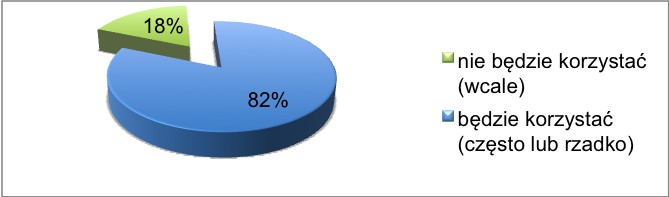 18%
82%
nie będzie korzystać
(wcale)
będzie korzystać
(często lub rzadko)